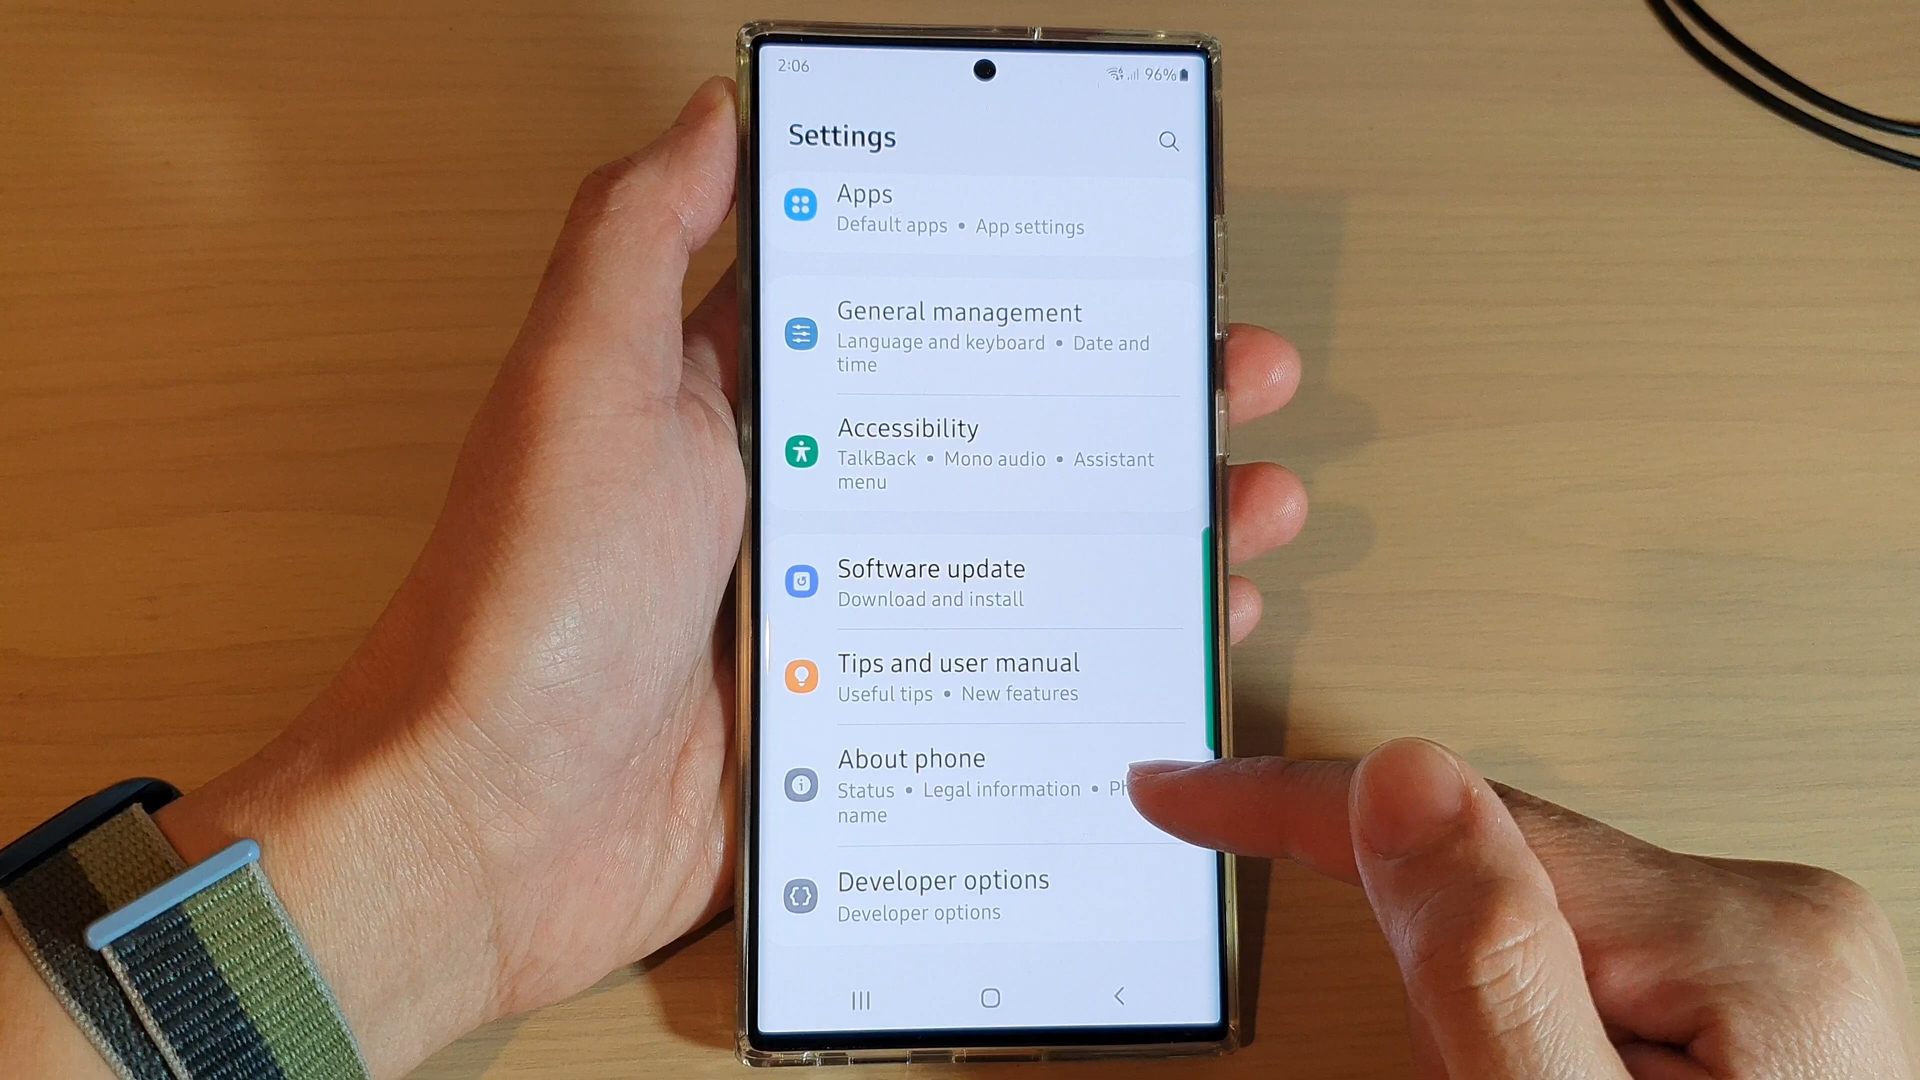 2:06
96%
Settings
Apps
Default apps • App settings
General management
Language and keyboard • Date and
time
Accessibility
TalkBack • Mono audio • Assistant
menu
Software update
Download and install
Tips and user manual
Useful tips • New features
About phone
Status • Legal information •
name
Developer options
Developer options